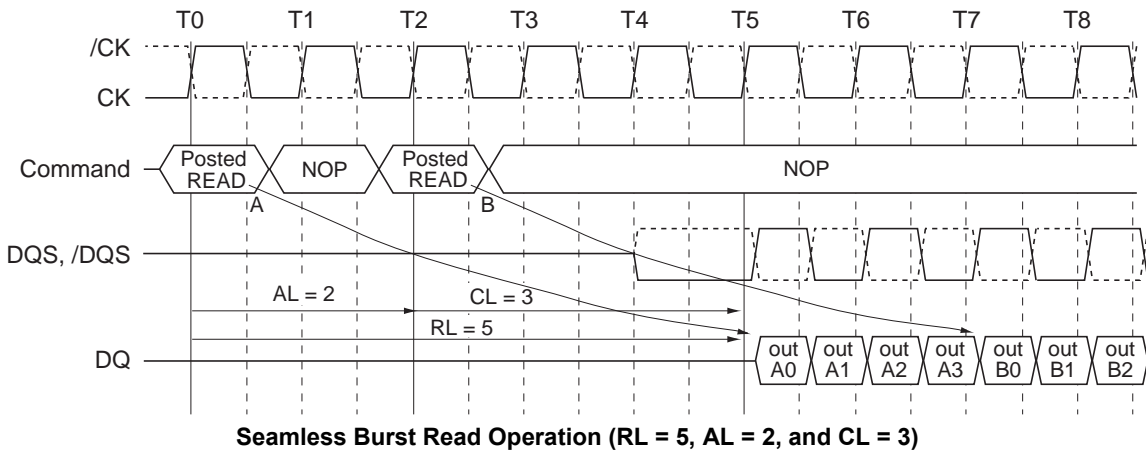 T0 T1 T2 T3 T4 T5 T6 T7 T8
/CK
CK
Command
Posted
READ
NOP
Posted
READ
NOP
A
B
DQS, /DQS
AL = 2
CL = 3
RL = 5
DQ
out
A0
out
A1
out
A2
out
A3
out
B0
out
B1
out
B2
Seamless Burst Read Operation (RL = 5, AL = 2, and CL = 3)